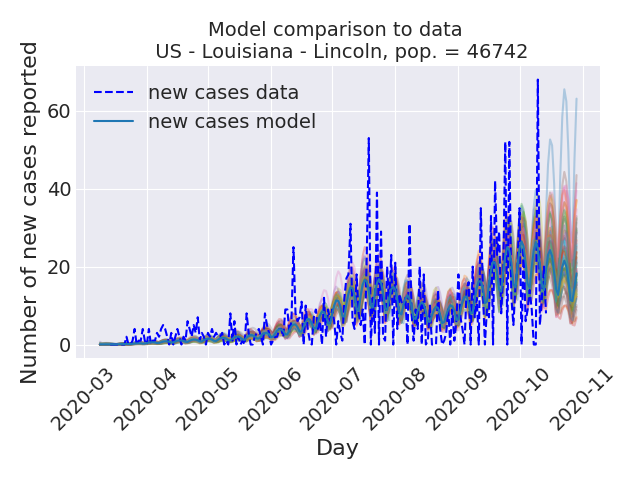 Model comparison to data
US - Louisiana - Lincoln, pop. = 46742
new cases data
new cases model
Number of new cases reported
60
40
20
0
2020-03
2020-04
2020-05
2020-06
2020-07
2020-08
2020-09
2020-10
2020-11
Day